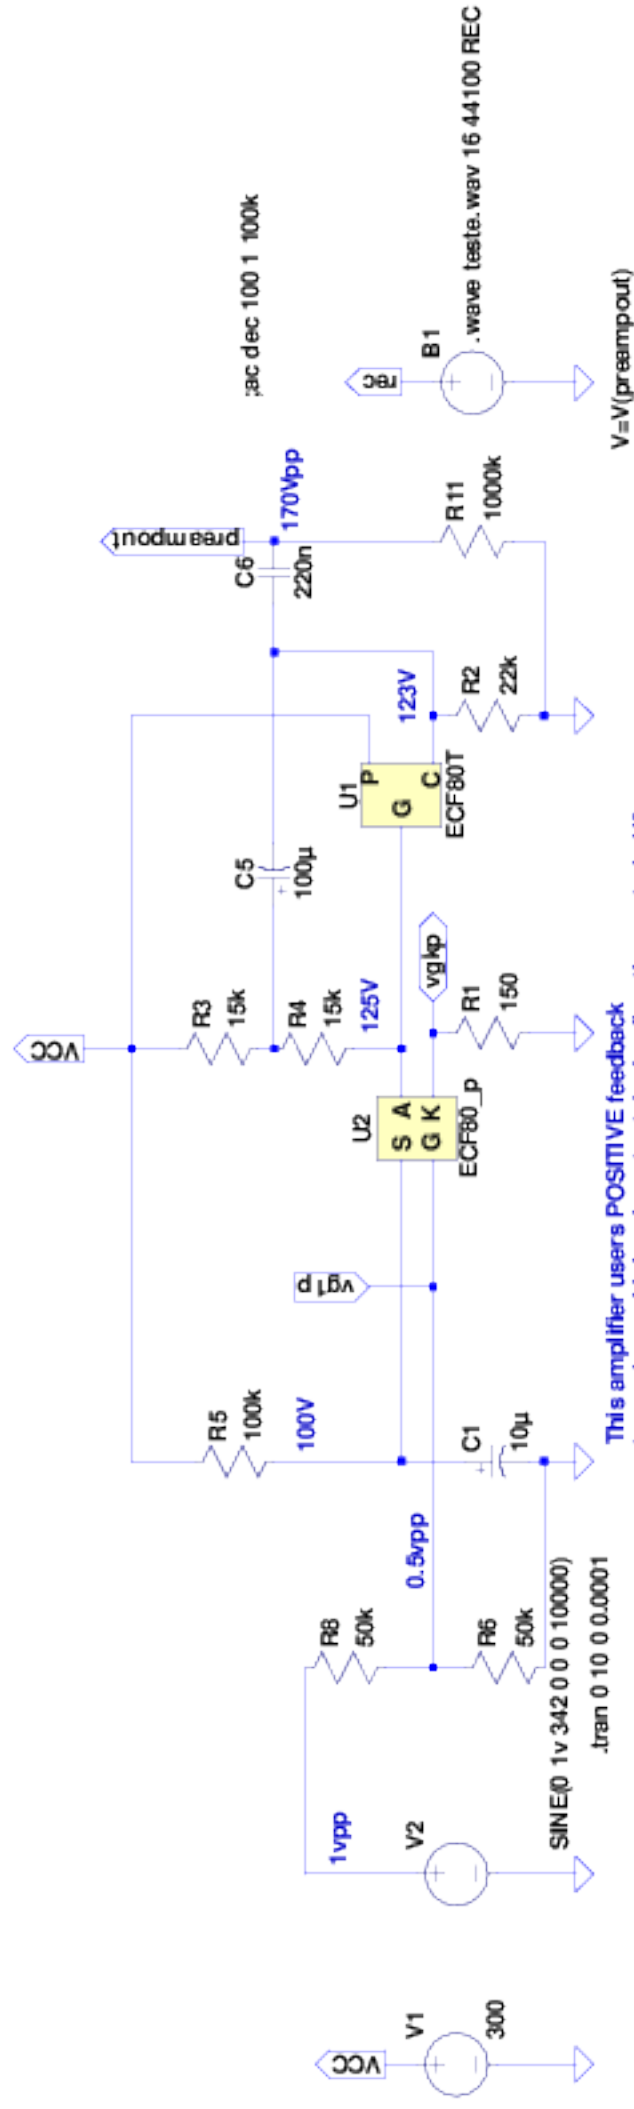 VCC
V1
300
V2
1vpp
SINE(0 1v 342 0 0 0 10000)
.tran 0 10 0 0.0001
R8
50k
R6
50k
0.5vpp
R5
100k
100V
C1
10µ
vg1p
U2
S A
G K
ECF80_p
VCC
R3
15k
R4
15k
125V
vgkp
R1
150
C5
100µ
U1
P
G
C
ECF80T
123V
R2
22k
C6
220n
preampout
170Vpp
R11
1000k
;ac dec 100 1 100k
rec
B1
.wave teste.wav 16 44100 REC
V=V(preampout)
This amplifier users POSITIVE feedback